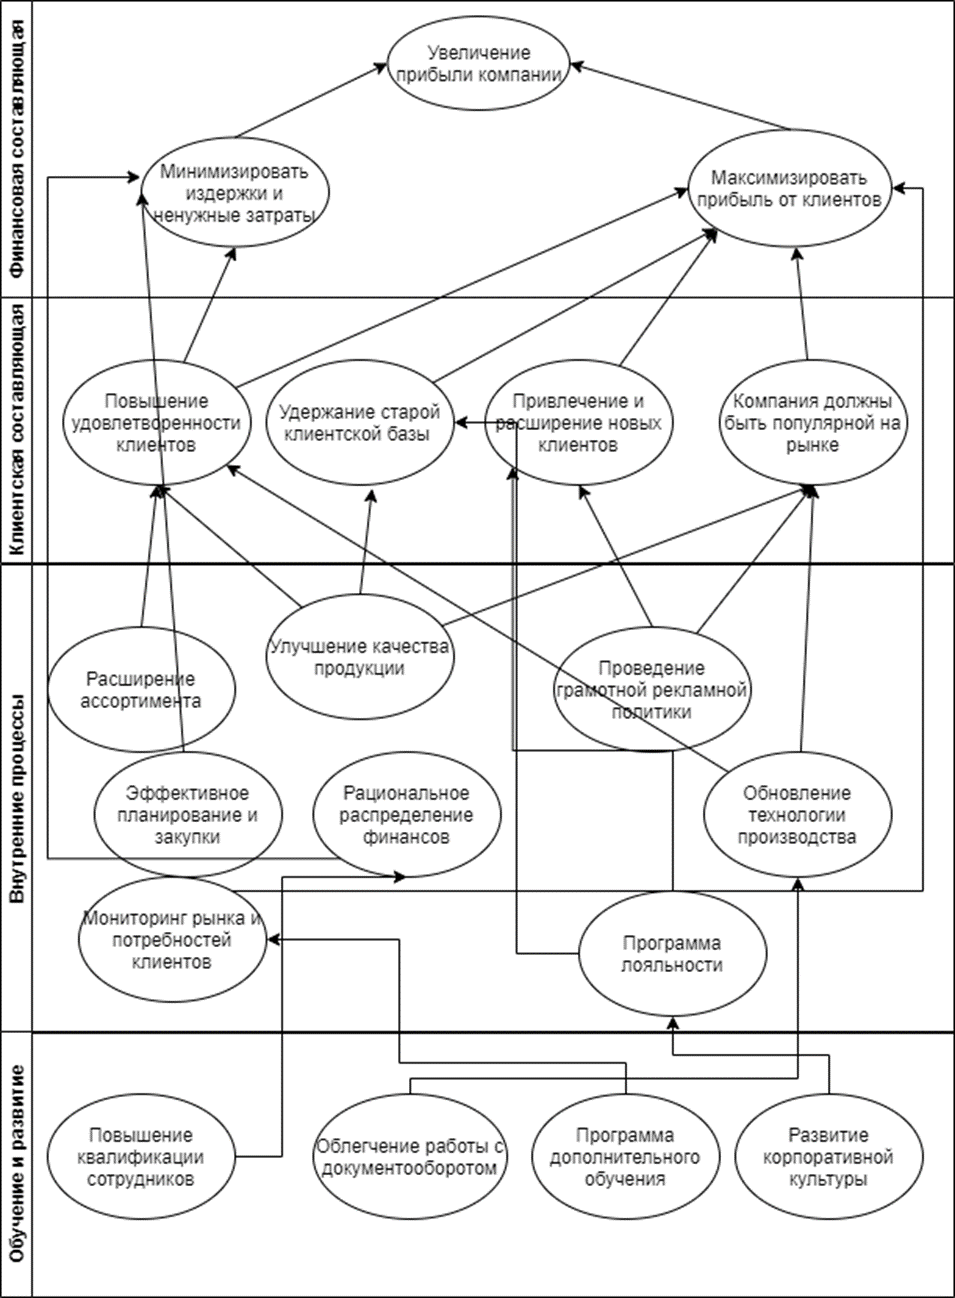 Финансовая составляющая
Увеличение
прибыли компании
Минимизировать
издержки и
ненужные затраты
Максимизировать
прибыль от клиентов
Клиентская составляющая
Повышение
удовлетворенности
клиентов
Удержание старой
клиентской базы
Привлечение и
расширение новых
клиентов
Компания должны
быть популярной на
рынке
Внутренние процессы
Расширение
ассортимента
Улучшение качества
продукции
Проведение
грамотной рекламной
политики
Эффективное
планирование и
закупки
Рациональное
распределение
финансов
Обновление
технологии
производства
Мониторинг рынка и
потребностей
клиентов
Программа
лояльности
Обучение и развитие
Повышение
квалификации
сотрудников
Облегчение работы с
документооборотом
Программа
дополнительного
обучения
Развитие
корпоративной
культуры